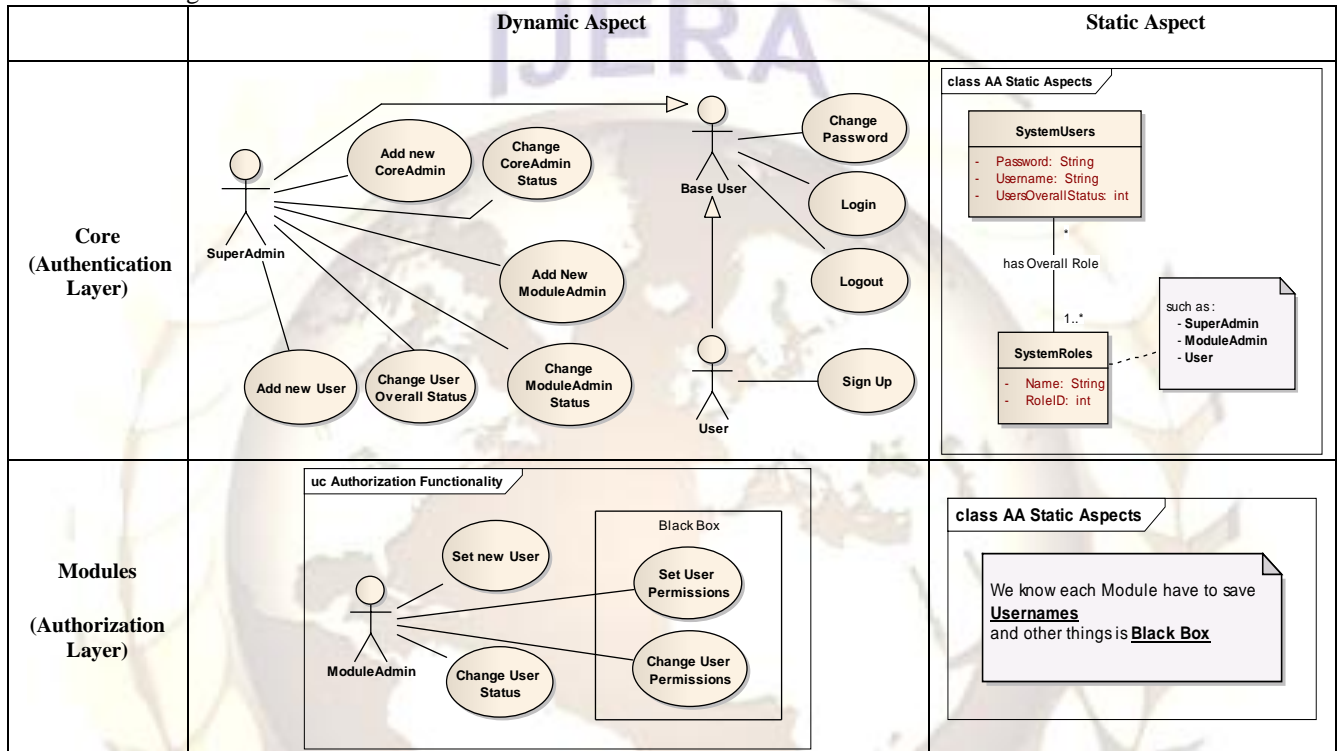 Dynamic Aspect
Static Aspect
IJERA
Core
(Authentication
Layer)
SuperAdmin
Add new
CoreAdmin
Change
CoreAdmin
Status
Add New
ModuleAdmin
Change
ModuleAdmin
Status
Change User
Overall Status
Add new User
Base User
Change
Password
Login
Logout
User
Sign Up
class AA Static Aspects
SystemUsers
- Password: String
- Username: String
- UsersOverallStatus: int
*
has Overall Role
1..*
SystemRoles
- Name: String
- RoleID: int
such as :
- SuperAdmin
- ModuleAdmin
- User
Modules
(Authorization
Layer)
uc Authorization Functionality
ModuleAdmin
Set new User
Change User
Status
Black Box
Set User
Permissions
Change User
Permissions
class AA Static Aspects
We know each Module have to save
Usernames
and other things is Black Box